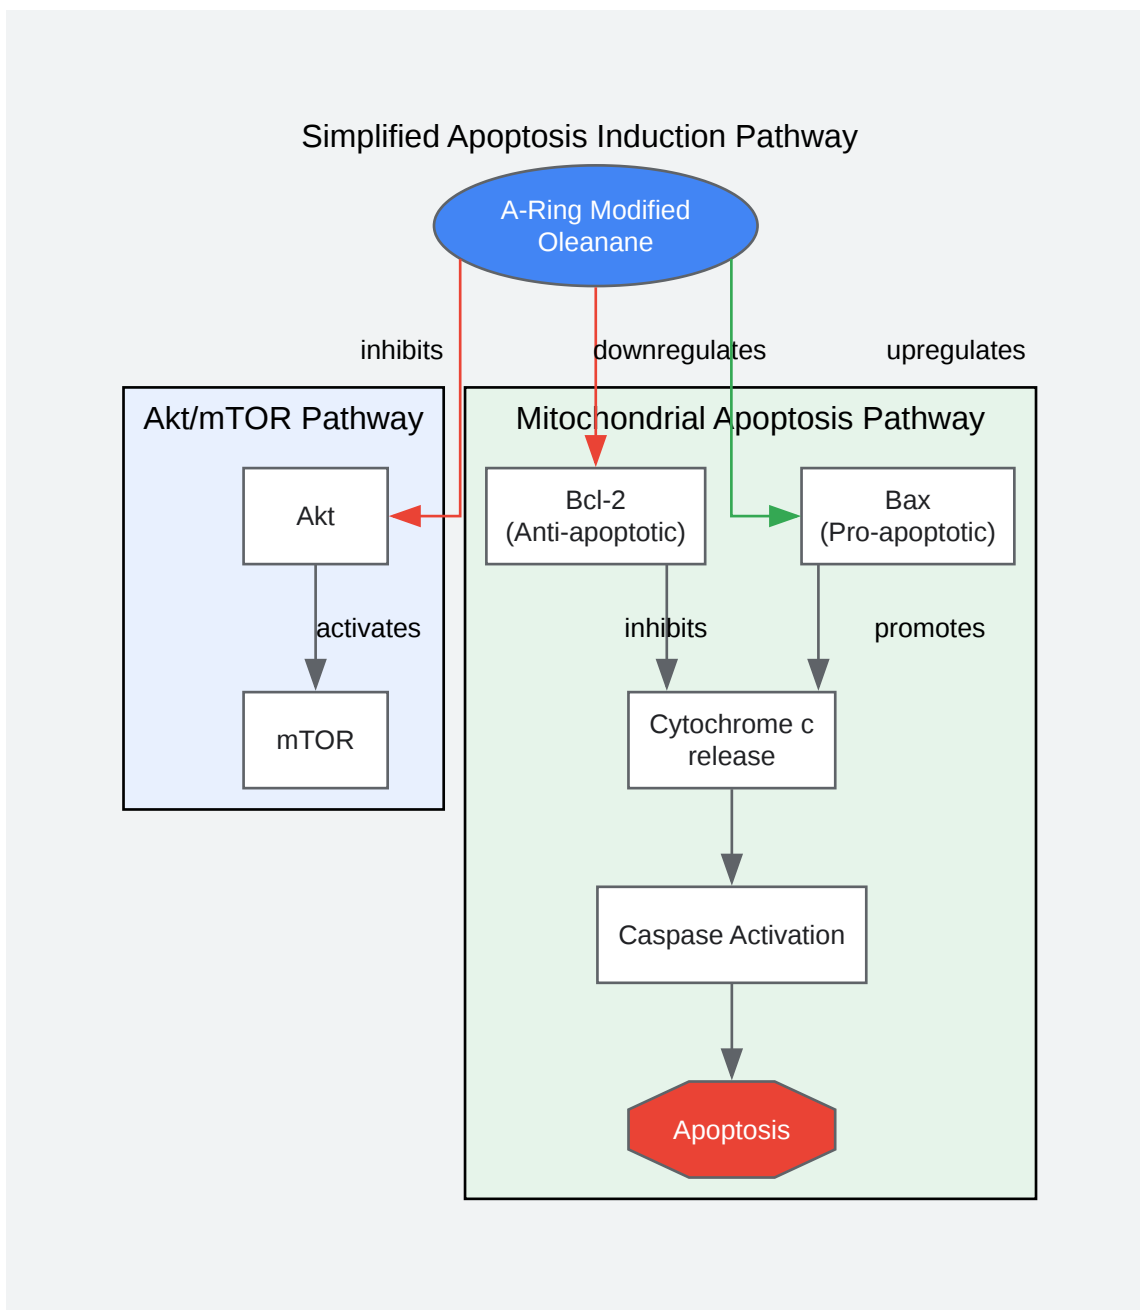 Simplified Apoptosis Induction Pathway
A-Ring Modified
Oleanane
inhibits
downregulates
upregulates
Akt/mTOR Pathway
Mitochondrial Apoptosis Pathway
Akt
Bcl-2
(Anti-apoptotic)
Bax
(Pro-apoptotic)
activates
inhibits
promotes
mTOR
Cytochrome c
release
Caspase Activation
Apoptosis